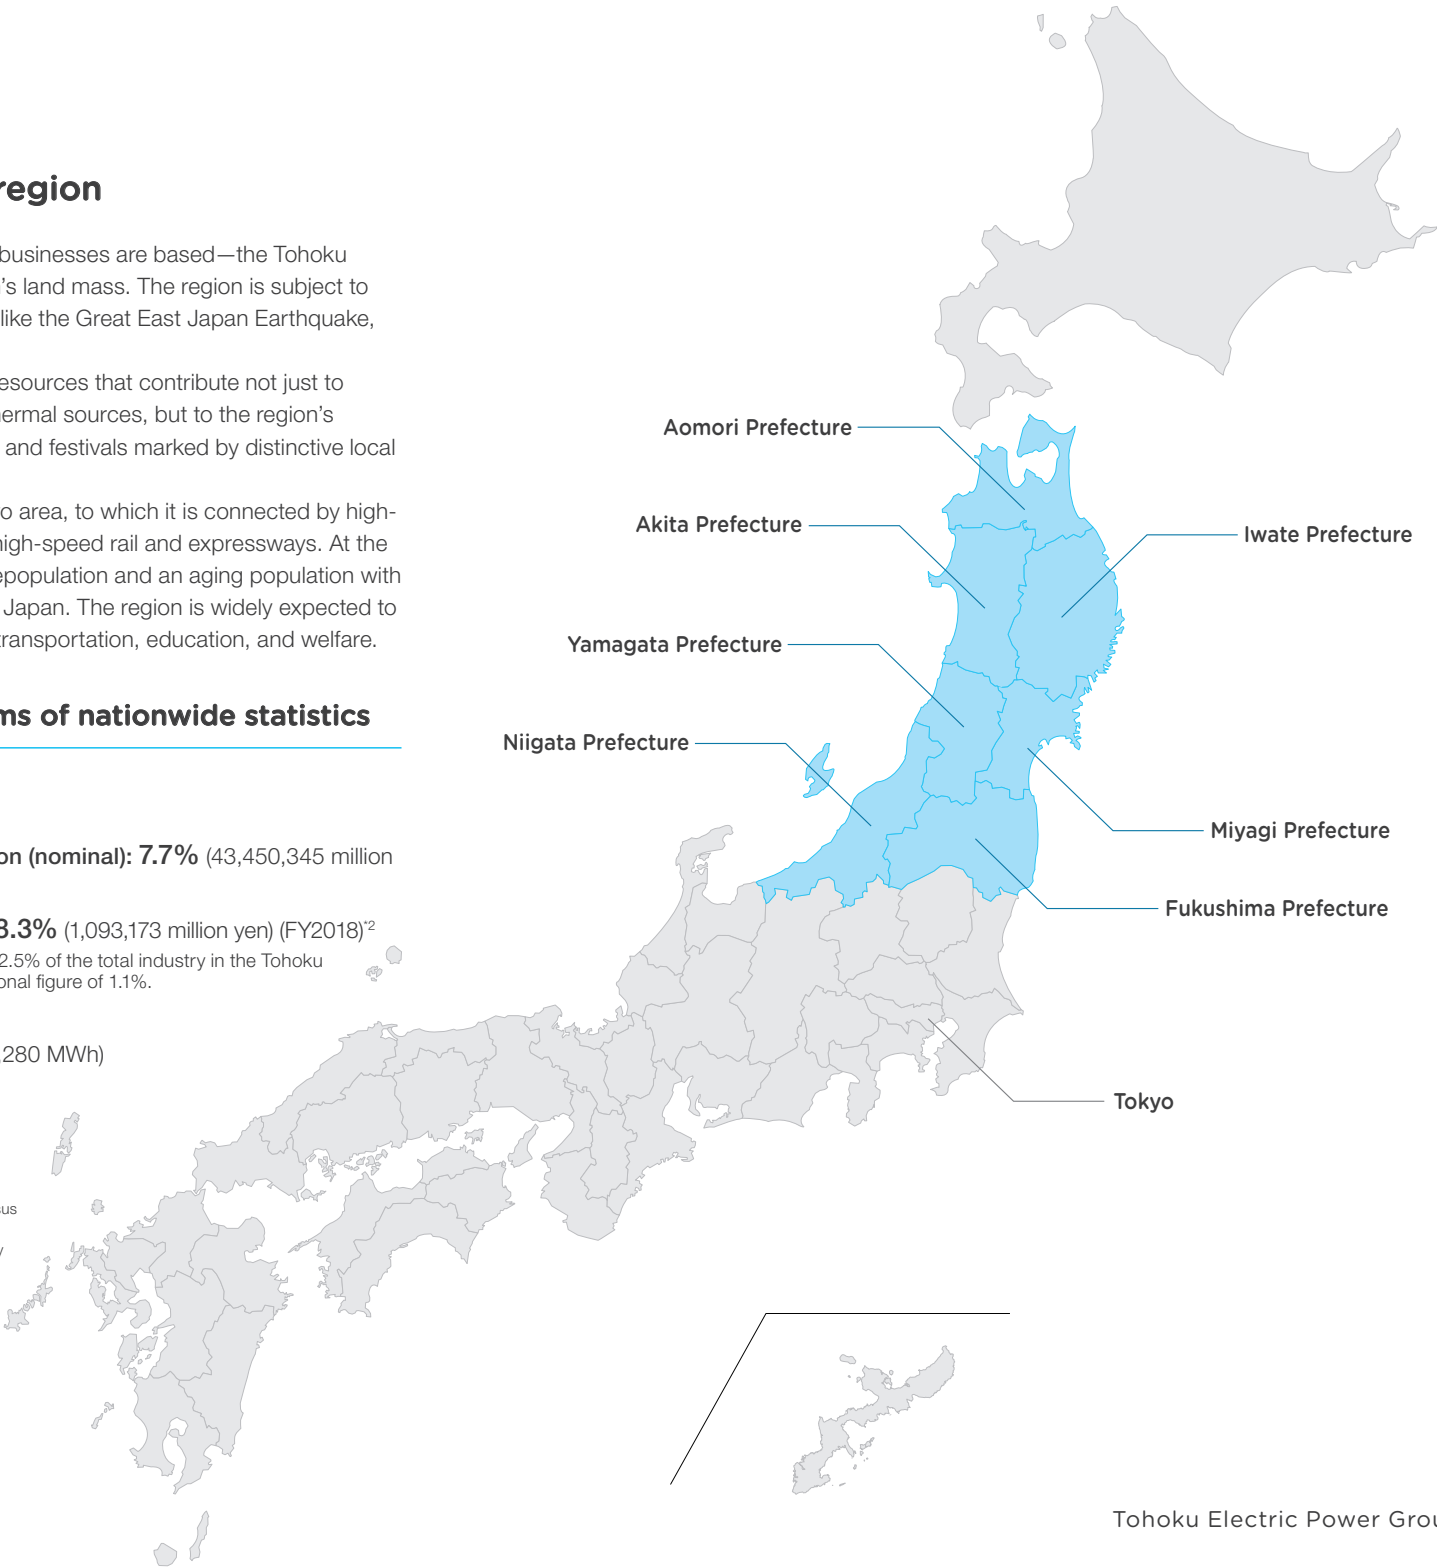 region
businesses are based—the Tohoku
n's land mass. The region is subject to
like the Great East Japan Earthquake,
esources that contribute not just to
ermal sources, but to the region's
and festivals marked by distinctive local
o area, to which it is connected by high-
high-speed rail and expressways. At the
epopulation and an aging population with
Japan. The region is widely expected to
transportation, education, and welfare.
ms of nationwide statistics
on (nominal): 7.7% (43,450,345 million
8.3% (1,093,173 million yen) (FY2018)*2
2.5% of the total industry in the Tohoku
onal figure of 1.1%.
,280 MWh)
sus
y
Aomori Prefecture
Akita Prefecture
Iwate Prefecture
Yamagata Prefecture
Niigata Prefecture
Miyagi Prefecture
Fukushima Prefecture
Tokyo
Tohoku Electric Power Grou